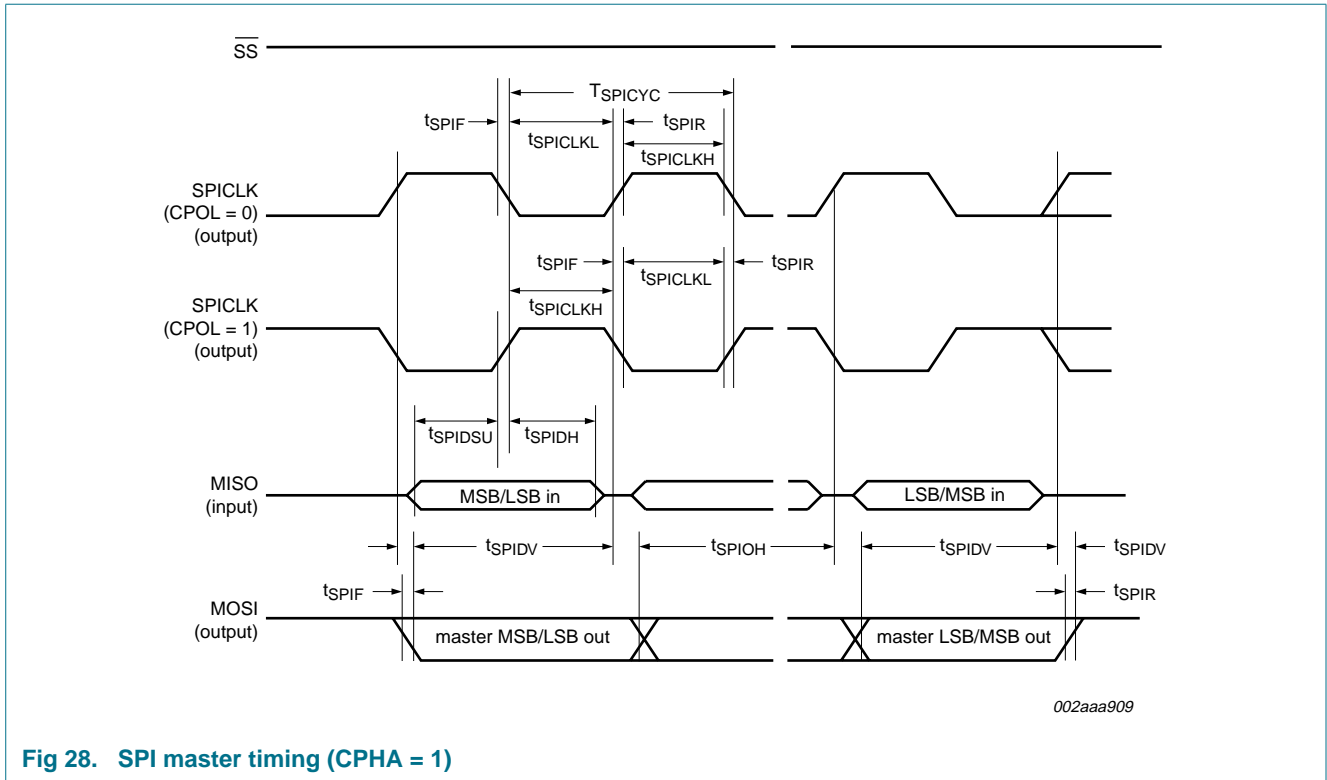 SS
TSPICYC
tSPIF
tSPIR
tSPICLKL
tSPICLKH
SPICLK
(CPOL = 0)
(output)
tSPIF
tSPICLKL
tSPIR
tSPICLKH
SPICLK
(CPOL = 1)
(output)
tSPIDSU
tSPIDH
MISO
(input)
MSB/LSB in
LSB/MSB in
tSPIDV
tSPIOH
tSPIDV
tSPIDV
tSPIF
tSPIR
MOSI
(output)
master MSB/LSB out
master LSB/MSB out
002aaa909
Fig 28. SPI master timing (CPHA = 1)